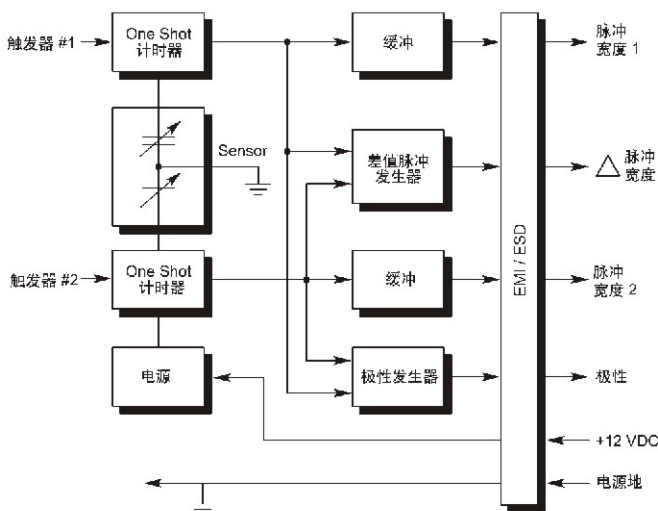 触发器 #1
One Shot
计时器
缓冲
脉冲
宽度 1
Sensor
差值脉冲
发生器
△ 脉冲
宽度
触发器 #2
One Shot
计时器
缓冲
EMI / ESD
脉冲
宽度 2
电源
极性发生器
极性
+12 VDC
电源地